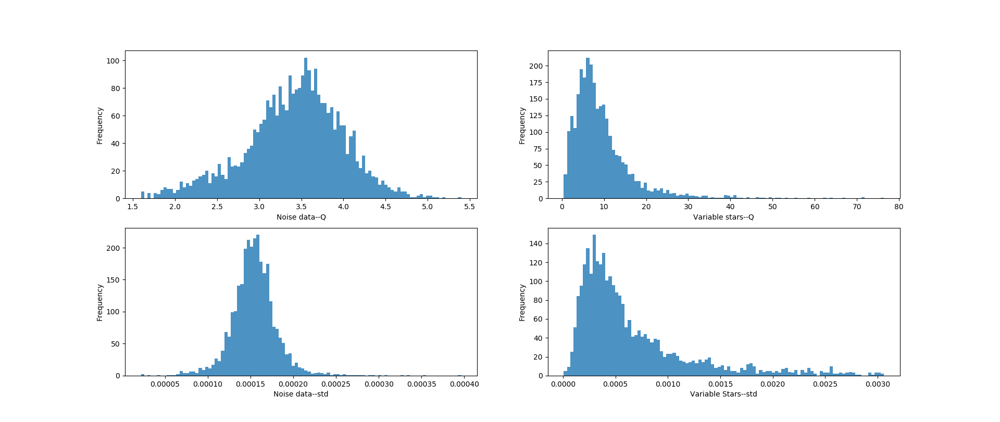 100
80
60
40
20
0
Frequency
1.5 2.0 2.5 3.0 3.5 4.0 4.5 5.0 5.5
Noise data--Q
200
175
150
125
100
75
50
25
0
Frequency
0 10 20 30 40 50 60 70 80
Variable stars--Q
200
150
100
50
0
Frequency
0.00005 0.00010 0.00015 0.00020 0.00025 0.00030 0.00035 0.00040
Noise data--std
140
120
100
80
60
40
20
0
Frequency
0.0000 0.0005 0.0010 0.0015 0.0020 0.0025 0.0030
Variable Stars--std